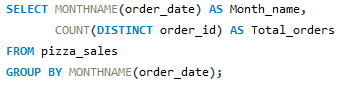 SELECT MONTHNAME(order_date) AS Month_name,
COUNT(DISTINCT order_id) AS Total_orders
FROM pizza_sales
GROUP BY MONTHNAME(order_date);